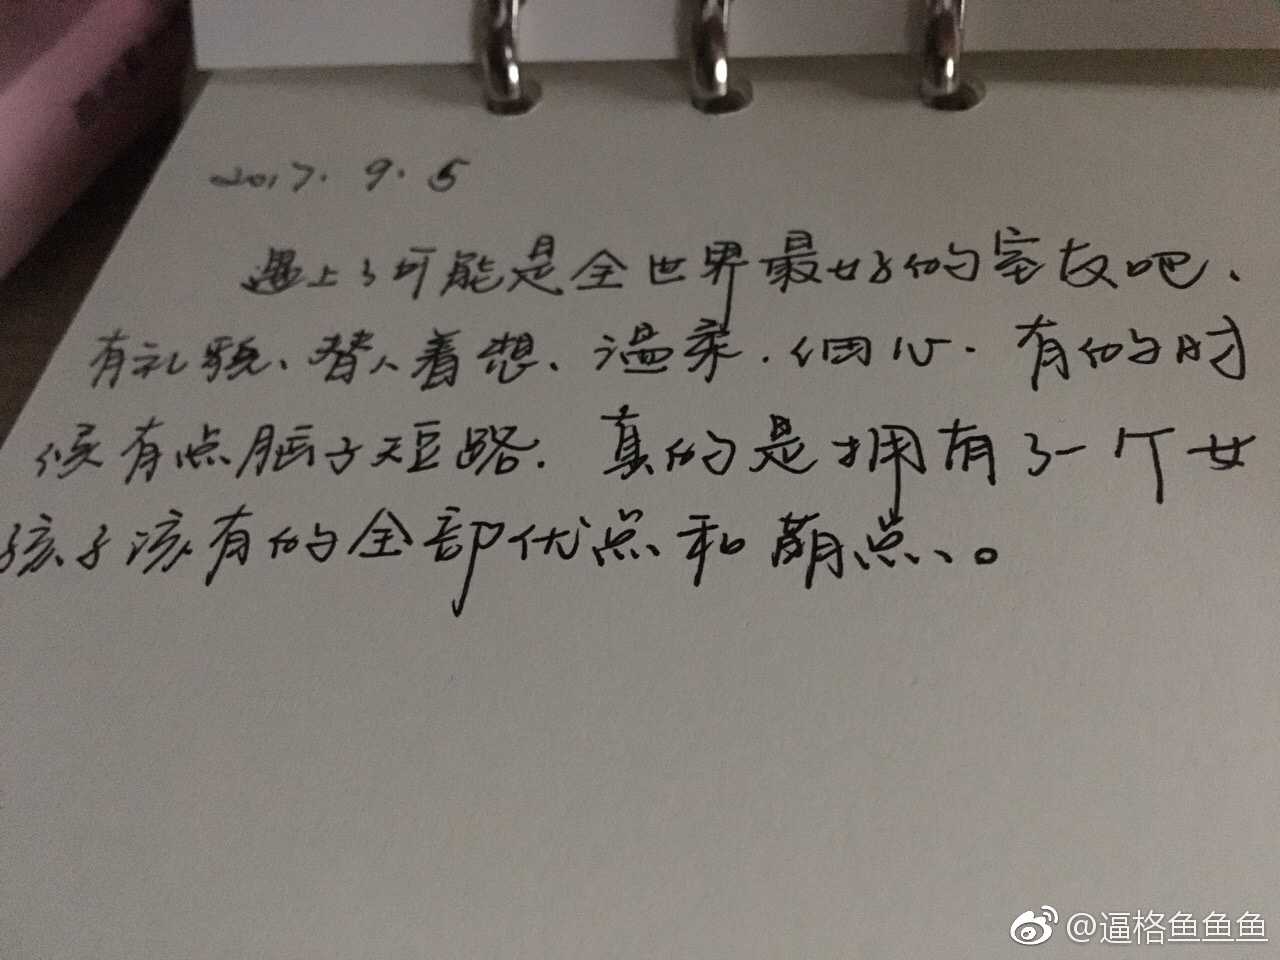 2017.9.5
遇上了可能是全世界最好的室友吧、
有礼貌、替人着想、温柔.细心.有的时
候有点脑子短路.真的是拥有了一个女
孩子该有的全部优点和萌点、。
@逼格鱼鱼鱼